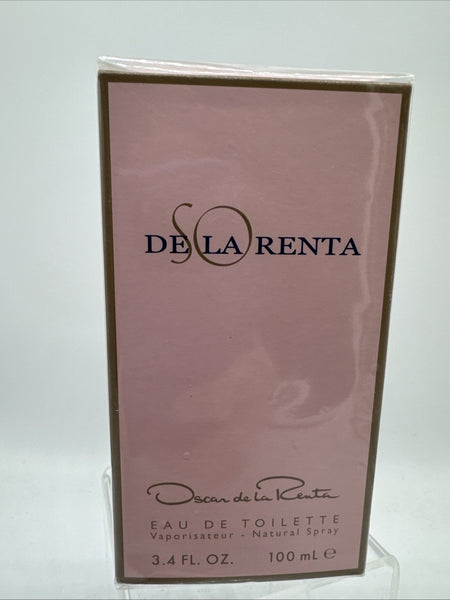 SO
DE LA RENTA
Oscar de la Renta
EAU DE TOILETTE
Vaporisateur - Natural Spray
3.4 FL. OZ. 100 mL ℮